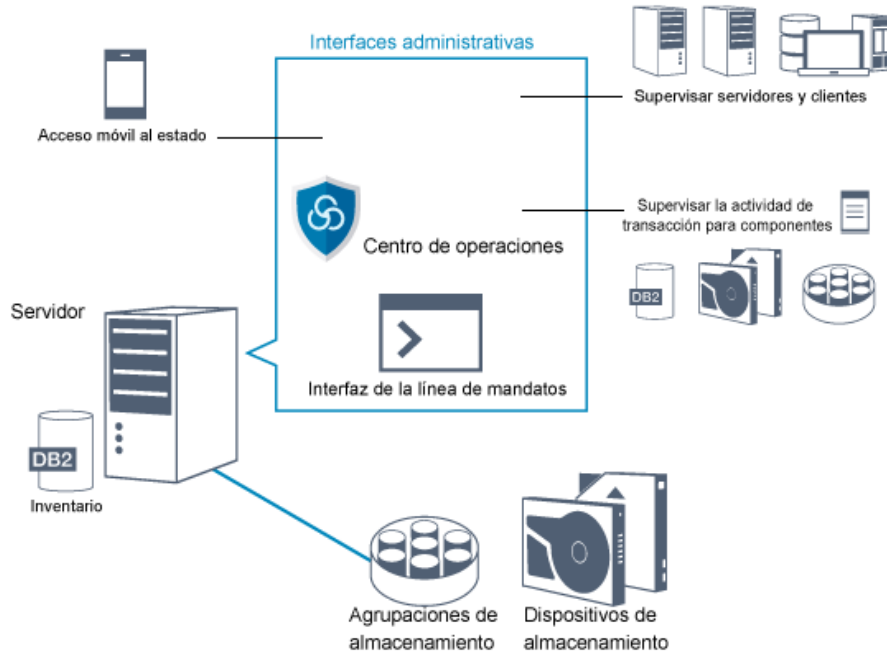 Interfaces administrativas
Supervisar servidores y clientes
Acceso móvil al estado
Supervisar la actividad de
transacción para componentes
Centro de operaciones
DB2
Servidor
Interfaz de la línea de mandatos
DB2
Inventario
Agrupaciones de
almacenamiento
Dispositivos de
almacenamiento